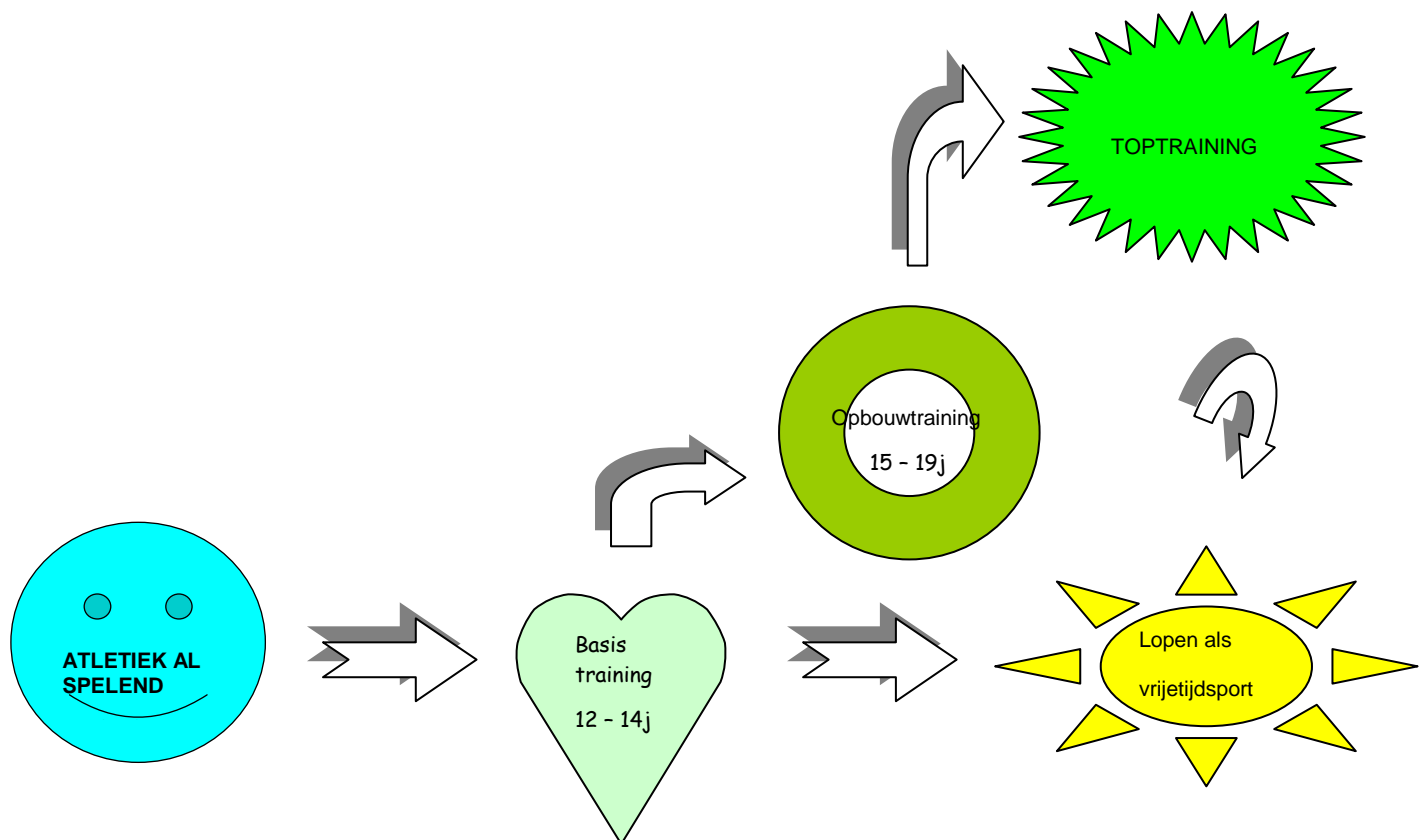 TOPTRAINING
Opbouwtraining
15 – 19j
ATLETIEK AL
SPELEND
Basis
training
12 – 14j
Lopen als
vrijetijdsport